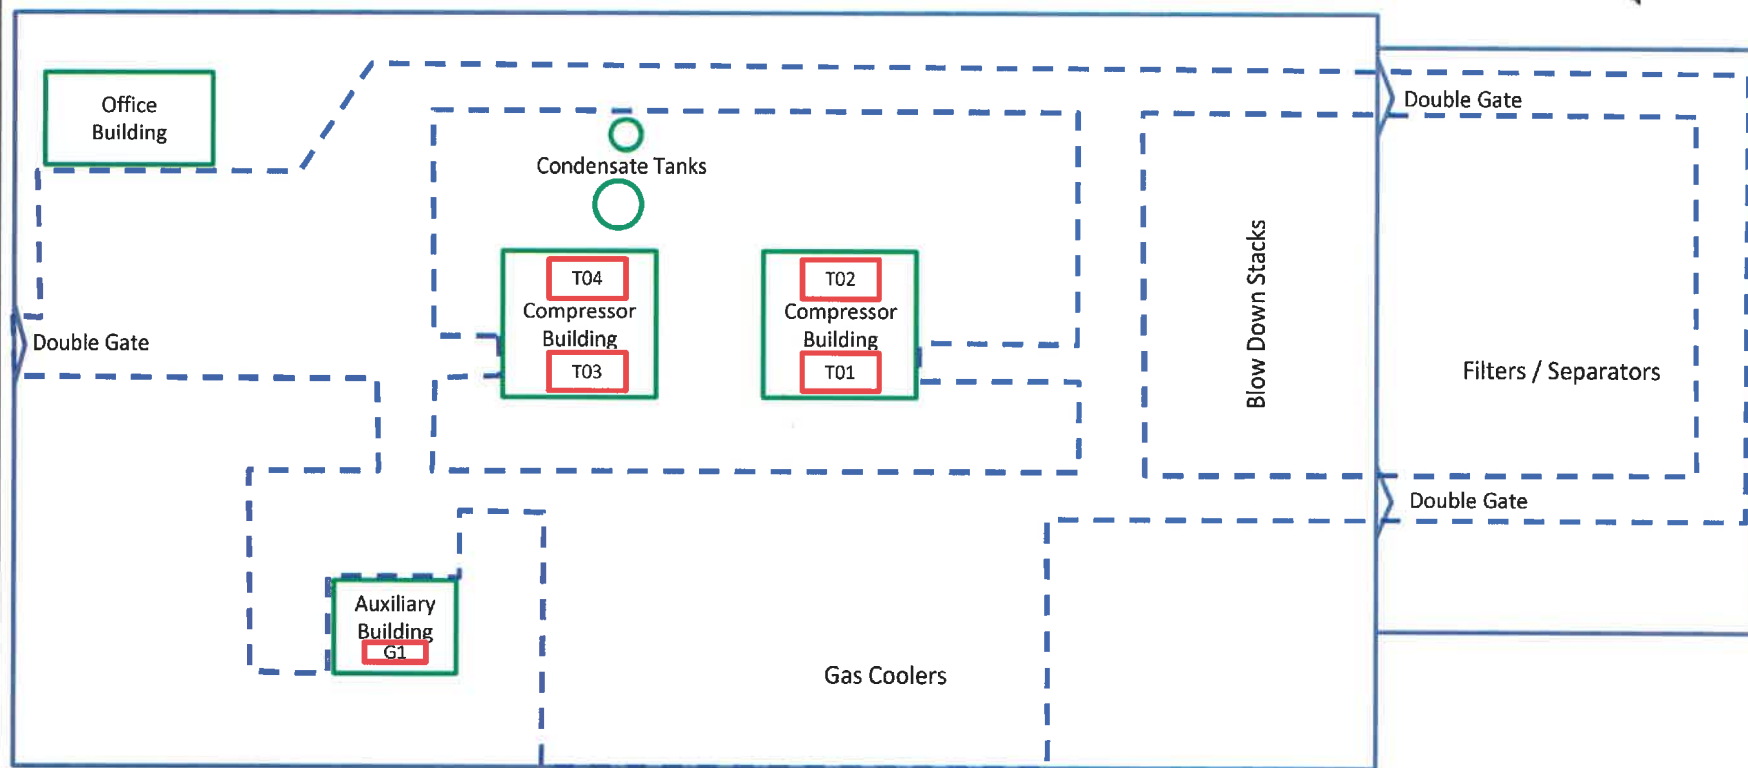 Office
Building
Double Gate
Condensate Tanks
T04
Compressor
Building
T03
T02
Compressor
Building
T01
Blow Down Stacks
Double Gate
Filters / Separators
Double Gate
Auxiliary
Building
G1
Gas Coolers